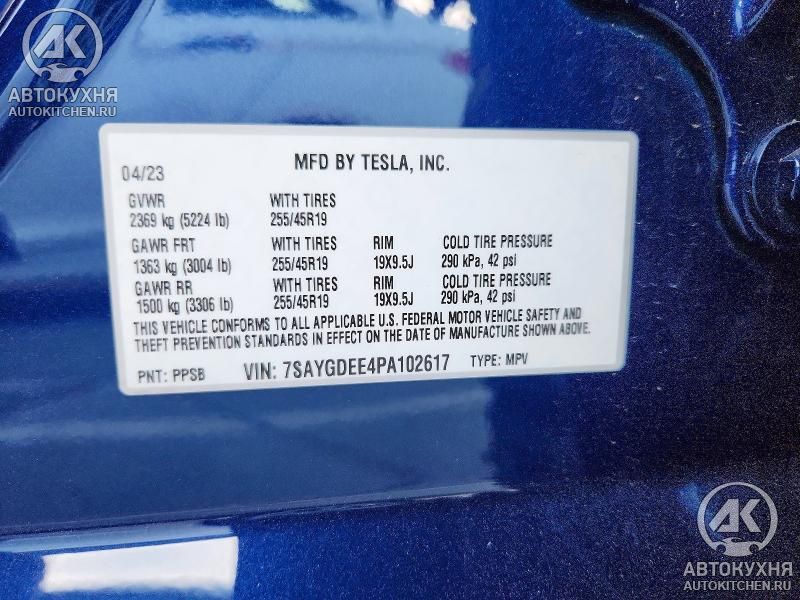 AK
АВТОКУХНЯ
AUTOKITCHEN.RU
04/23 MFD BY TESLA, INC.
GVWR WITH TIRES
2369 kg (5224 lb) 255/45R19
GAWR FRT WITH TIRES RIM COLD TIRE PRESSURE
1363 kg (3004 lb) 255/45R19 19X9.5J 290 kPa, 42 psi
GAWR RR WITH TIRES RIM COLD TIRE PRESSURE
1500 kg (3306 lb) 255/45R19 19X9.5J 290 kPa, 42 psi
THIS VEHICLE CONFORMS TO ALL APPLICABLE U.S. FEDERAL MOTOR VEHICLE SAFETY AND
THEFT PREVENTION STANDARDS IN EFFECT ON THE DATE OF MANUFACTURE SHOWN ABOVE.
PNT: PPSB VIN: 7SAYGDEE4PA102617 TYPE: MPV
AK
АВТОКУХНЯ
AUTOKITCHEN.RU